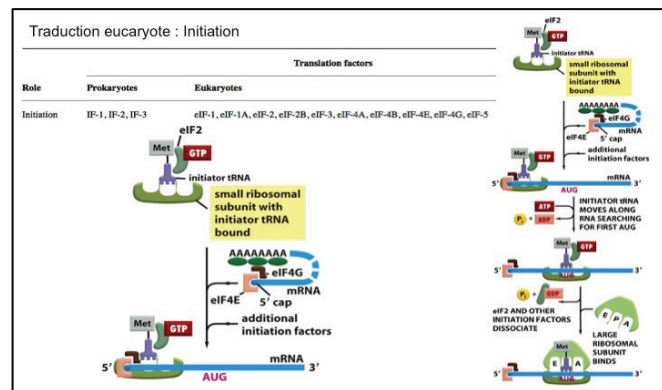 Traduction eucaryote : Initiation
Translation factors
Role Prokaryotes Eukaryotes
Initiation IF-1, IF-2, IF-3 eIF-1, eIF-1A, eIF-2, eIF-2B, eIF-3, eIF-4A, eIF-4B, eIF-4E, eIF-4G, eIF-5
eIF2
Met
GTP
initiator tRNA
small ribosomal
subunit with
initiator tRNA
bound
AAAAAAAA
eIF4G
mRNA
eIF4E
5′ cap
additional
initiation factors
Met
GTP
mRNA
5′
3′
AUG
eIF2
Met
GTP
initiator tRNA
small ribosomal
subunit with
initiator tRNA
bound
AAAAAAAA
eIF4G
mRNA
eIF4E
5′ cap
additional
initiation factors
Met
GTP
mRNA
5′
3′
AUG
ATP
Pi + ADP
INITIATOR tRNA
MOVES ALONG
RNA SEARCHING
FOR FIRST AUG
Met
GTP
5′
3′
AUG
Pi + GDP
eIF2 AND OTHER
INITIATION FACTORS
DISSOCIATE
E P A
LARGE
RIBOSOMAL
SUBUNIT
BINDS
Met
E A
5′
3′
AUG